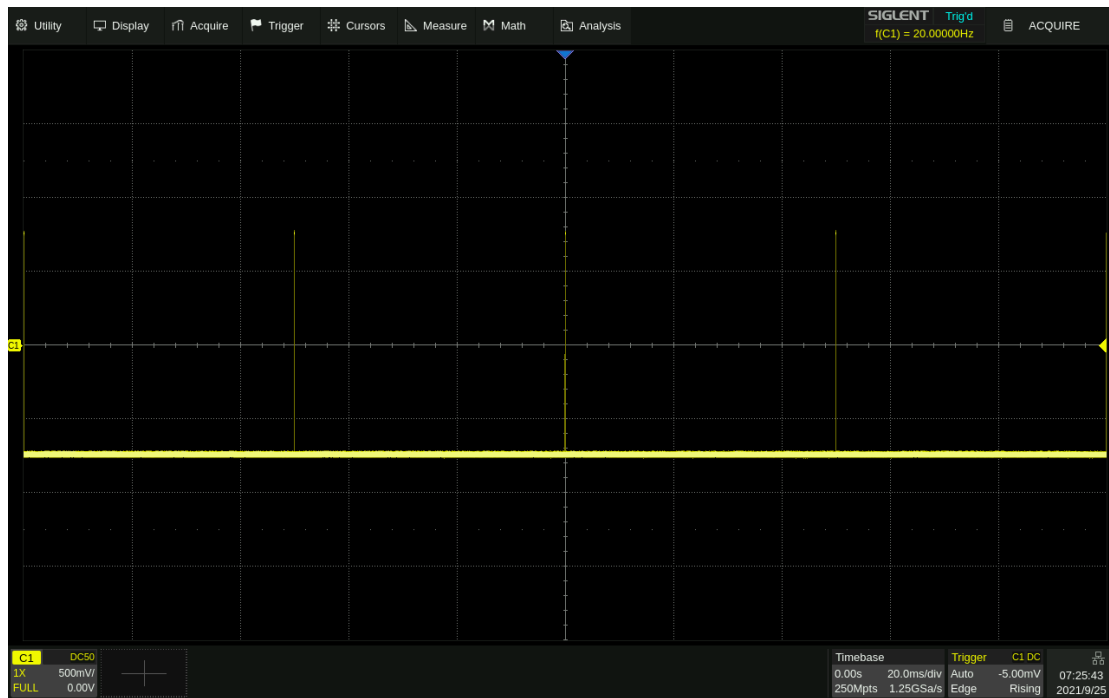 Utility Display Acquire Trigger Cursors Measure Math Analysis SIGLENT Trig'd ACQUIRE
f(C1) = 20.00000Hz
C1
C1 DC50
1X 500mV/
FULL 0.00V
Timebase
0.00s 20.0ms/div
250Mpts 1.25GSa/s
Trigger C1 DC
Auto -5.00mV
Edge Rising
07:25:43
2021/9/25